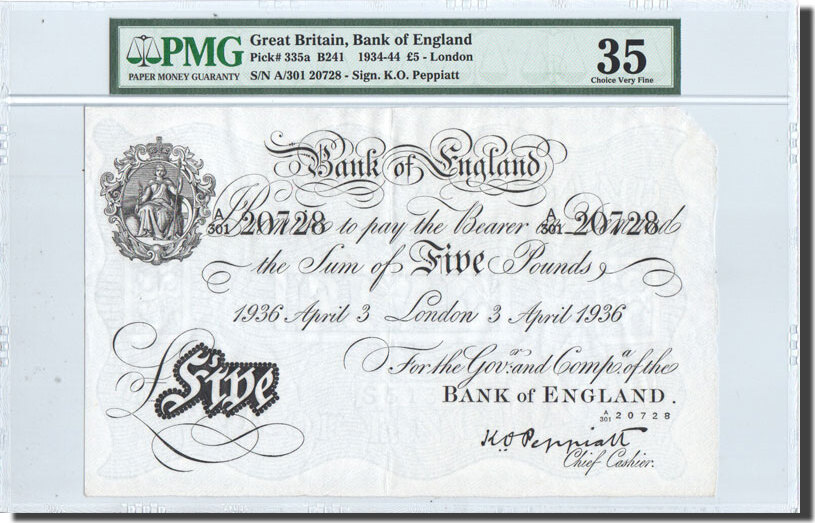 PMG
PAPER MONEY GUARANTY
Great Britain, Bank of England
Pick# 335a B241 1934-44 £5 - London
S/N A/301 20728 - Sign. K.O. Peppiatt
35
Choice Very Fine
Bank of England
A/301 20728 A/301 20728
Promise to pay the Bearer on Demand
the Sum of Five Pounds
1936 April 3 London 3 April 1936
£Five
For the Govr. and Compa. of the
BANK of ENGLAND.
A/301 20728
K.O Peppiatt
Chief Cashier.